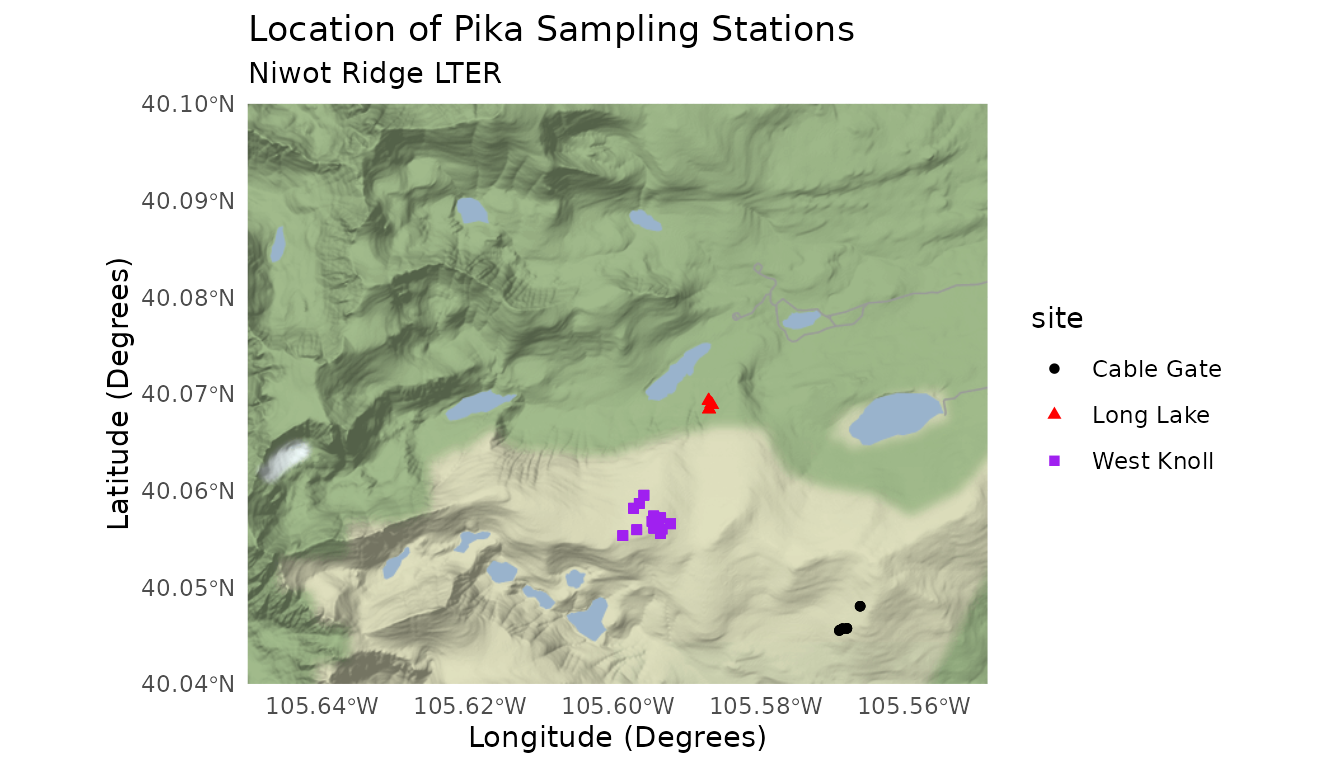 Location of Pika Sampling Stations
Niwot Ridge LTER
40.10°N
40.09°N
40.08°N
40.07°N
40.06°N
40.05°N
40.04°N
Latitude (Degrees)
105.64°W 105.62°W 105.60°W 105.58°W 105.56°W
Longitude (Degrees)
site
Cable Gate
Long Lake
West Knoll